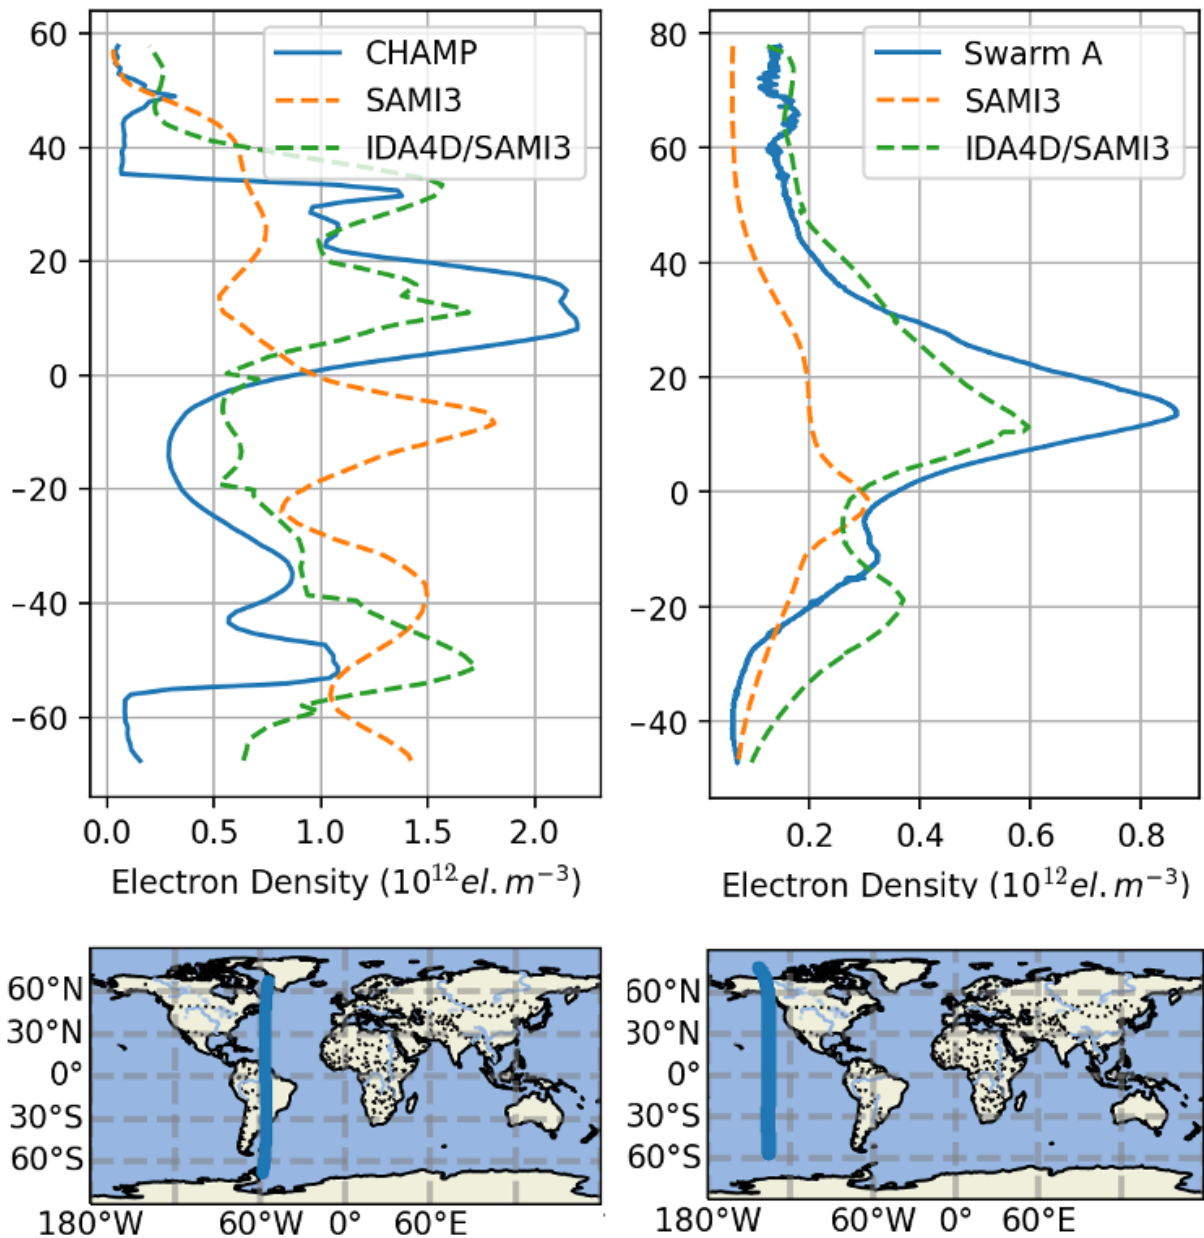 60
40
20
0
−20
−40
−60
CHAMP
SAMI3
IDA4D/SAMI3
0.0 0.5 1.0 1.5 2.0
Electron Density (10¹²el.m⁻³)
80
60
40
20
0
−20
−40
Swarm A
SAMI3
IDA4D/SAMI3
0.2 0.4 0.6 0.8
Electron Density (10¹²el.m⁻³)
60°N
30°N
0°
30°S
60°S
180°W 60°W 0° 60°E
60°N
30°N
0°
30°S
60°S
180°W 60°W 0° 60°E